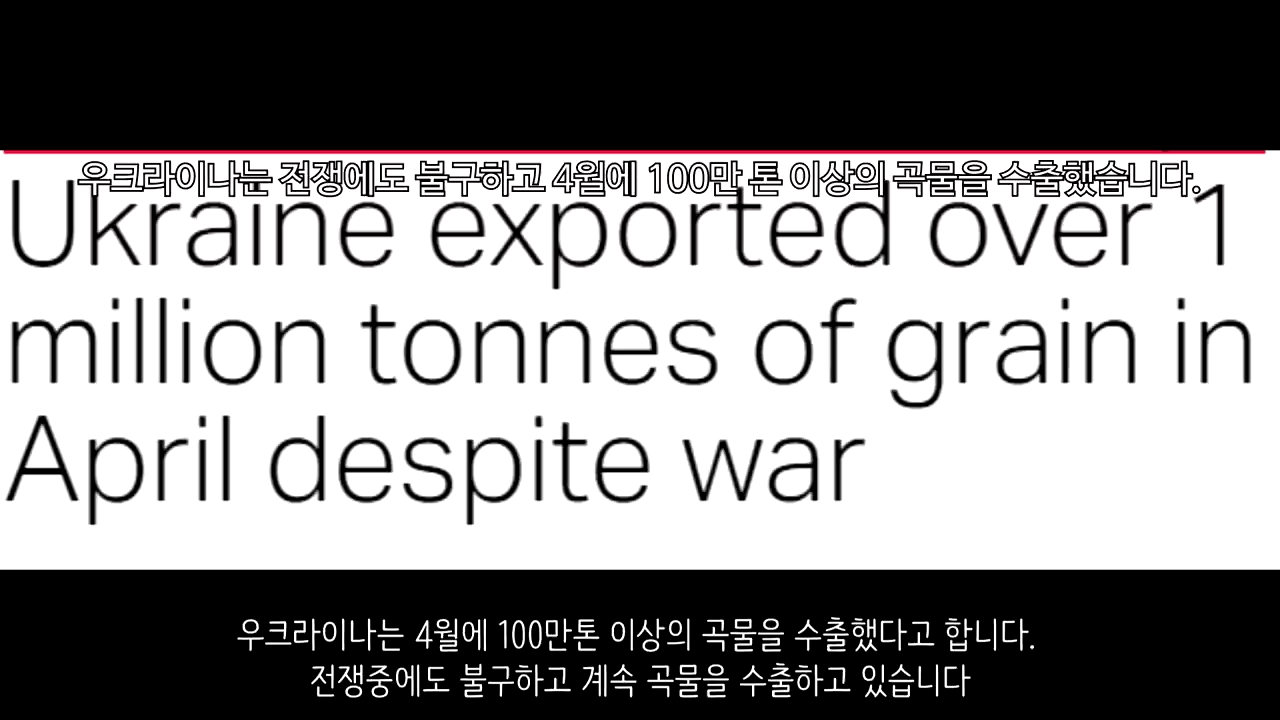 우크라이나는 전쟁에도 불구하고 4월에 100만 톤 이상의 곡물을 수출했습니다.
Ukraine exported over 1
million tonnes of grain in
April despite war
우크라이나는 4월에 100만톤 이상의 곡물을 수출했다고 합니다.
전쟁중에도 불구하고 계속 곡물을 수출하고 있습니다